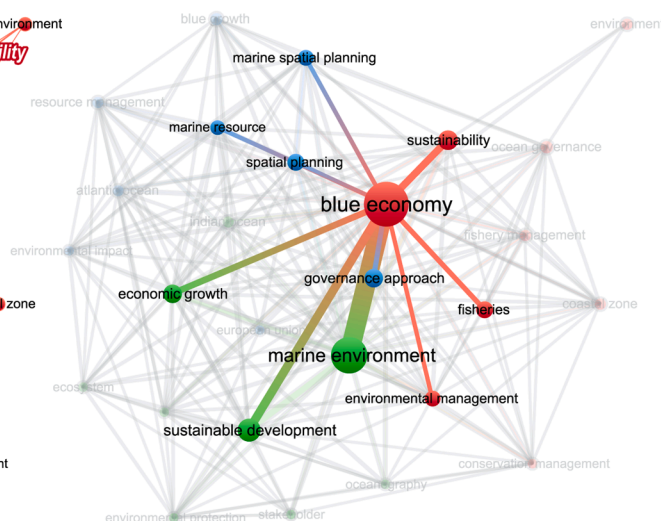 blue growth
nvironment
environmen
ility
marine spatial planning
resource management
marine resource
sustainability
ocean governance
spatial planning
atlantic ocean
blue economy
indian ocean
fishery management
environmental impact
governance approach
economic growth
zone
fisheries
coastal zone
european union
marine environment
ecosystem
environmental management
sustainable development
nt
conservation management
oceanography
environmental protection
stakeholder